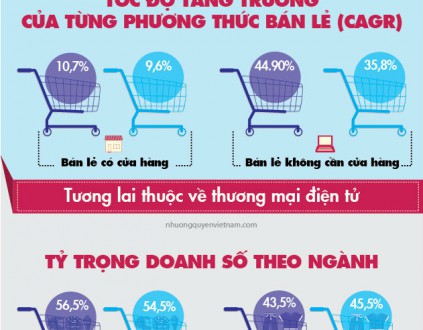 TỐC ĐỘ TĂNG TRƯỞNG
CỦA TỪNG PHƯƠNG THỨC BÁN LẺ (CAGR)
10,7% 9,6% 44.90% 35,8%
Bán lẻ có cửa hàng Bán lẻ không cần cửa hàng
Tương lai thuộc về thương mại điện tử
nhuongquyenvietnam.com
TỶ TRỌNG DOANH SỐ THEO NGÀNH
56,5% 54,5% 43,5% 45,5%